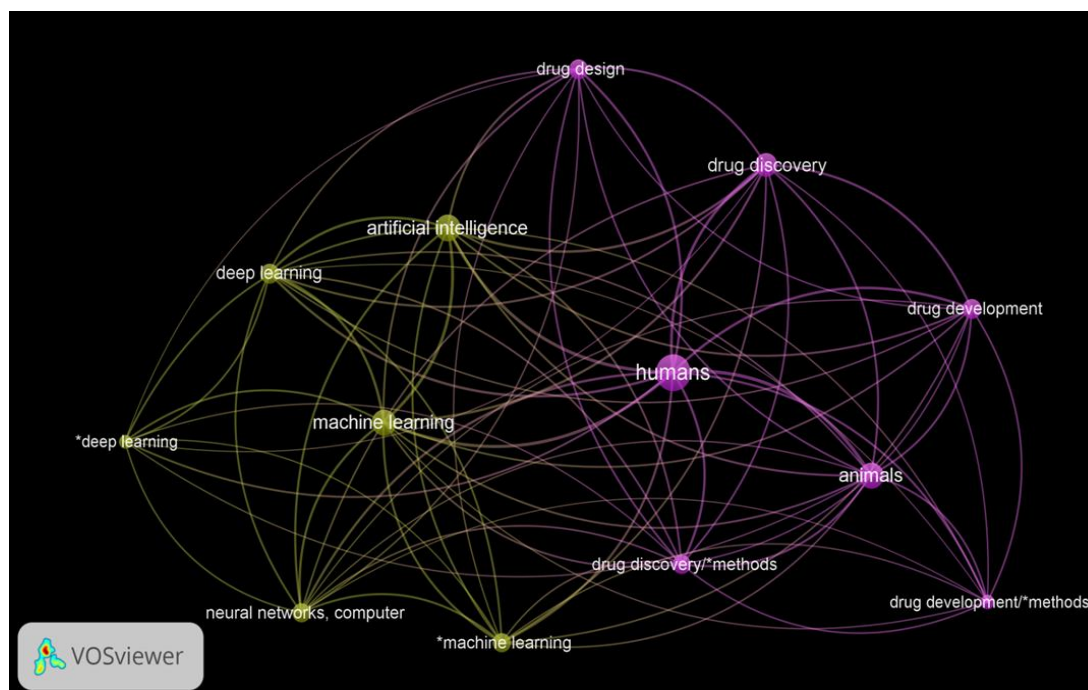 drug design
drug discovery
artificial intelligence
deep learning
drug development
humans
machine learning
*deep learning
animals
drug discovery/*methods
drug development/*methods
neural networks, computer
*machine learning
VOSviewer